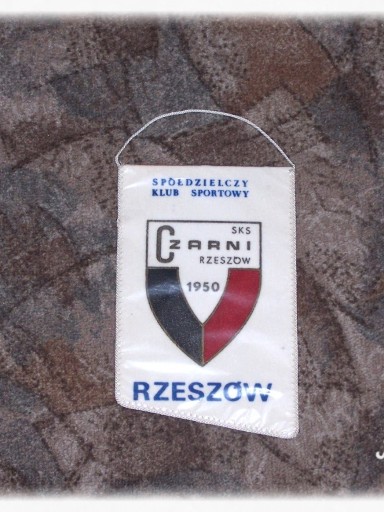 SPÓŁDZIELCZY
KLUB SPORTOWY
SKS
CZARNI
RZESZÓW
1950
RZESZÓW